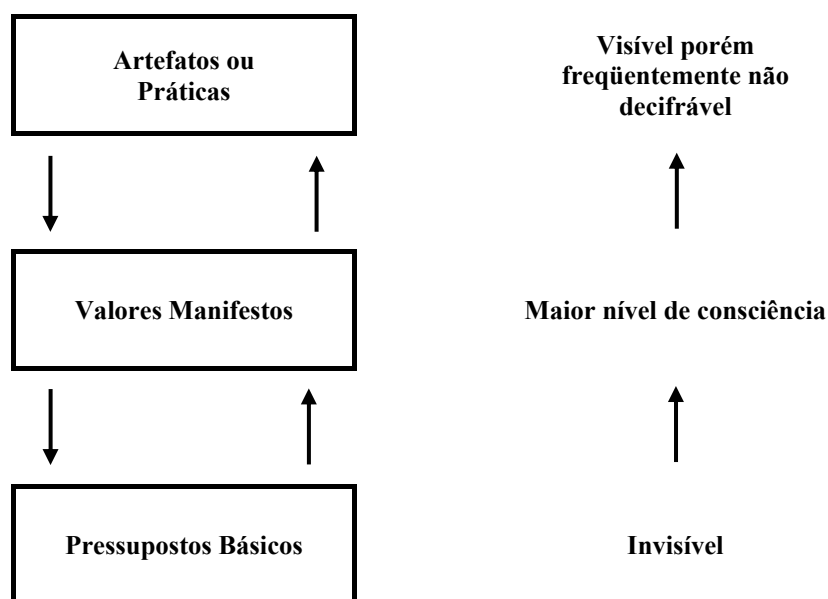 Artefatos ou
Práticas
Visível porém
freqüentemente não
decifrável
Valores Manifestos
Maior nível de consciência
Pressupostos Básicos
Invisível